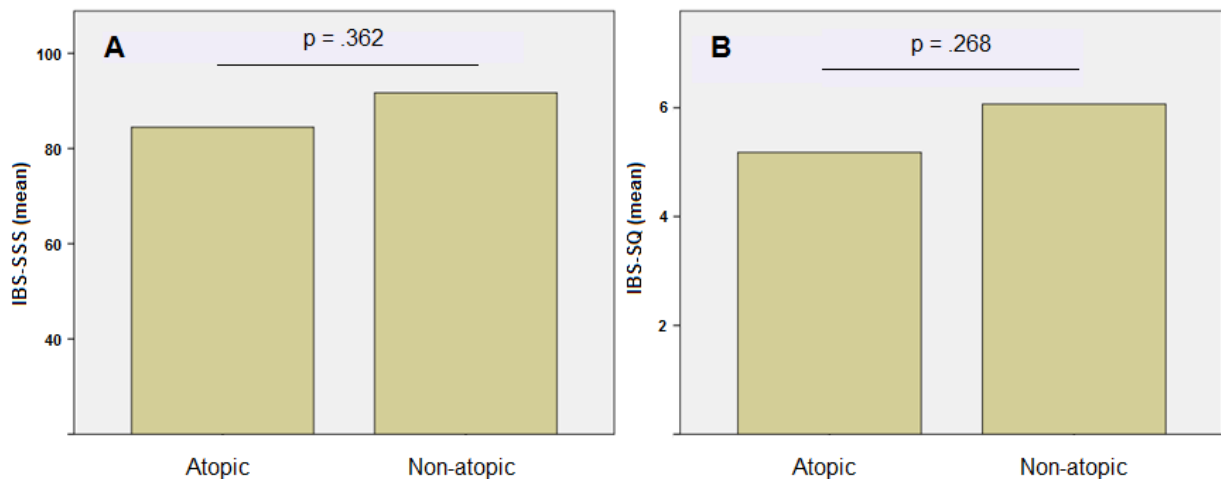 A
p = .362
100
80
60
40
IBS-SSS (mean)
Atopic
Non-atopic
B
p = .268
6
4
2
IBS-SQ (mean)
Atopic
Non-atopic